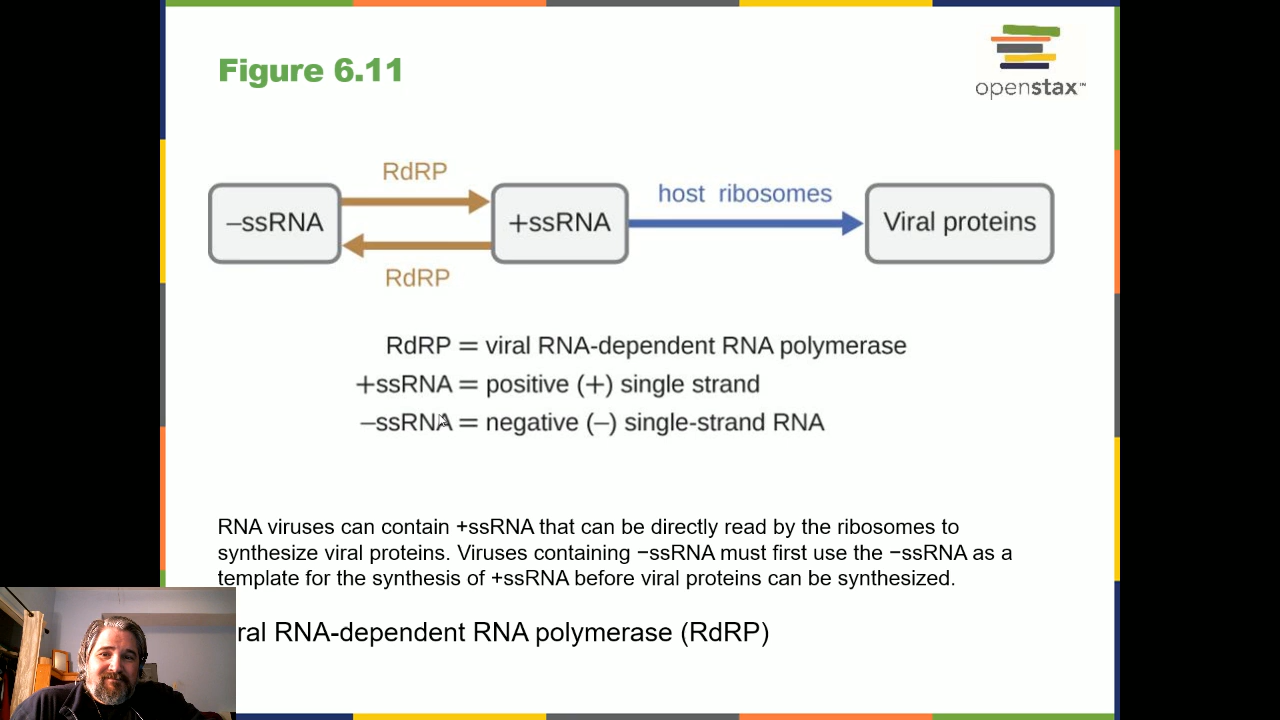 Figure 6.11
openstax™
RdRP
–ssRNA
+ssRNA
host ribosomes
Viral proteins
RdRP
RdRP = viral RNA-dependent RNA polymerase
+ssRNA = positive (+) single strand
–ssRNA = negative (–) single-strand RNA
RNA viruses can contain +ssRNA that can be directly read by the ribosomes to
synthesize viral proteins. Viruses containing −ssRNA must first use the −ssRNA as a
template for the synthesis of +ssRNA before viral proteins can be synthesized.
ral RNA-dependent RNA polymerase (RdRP)